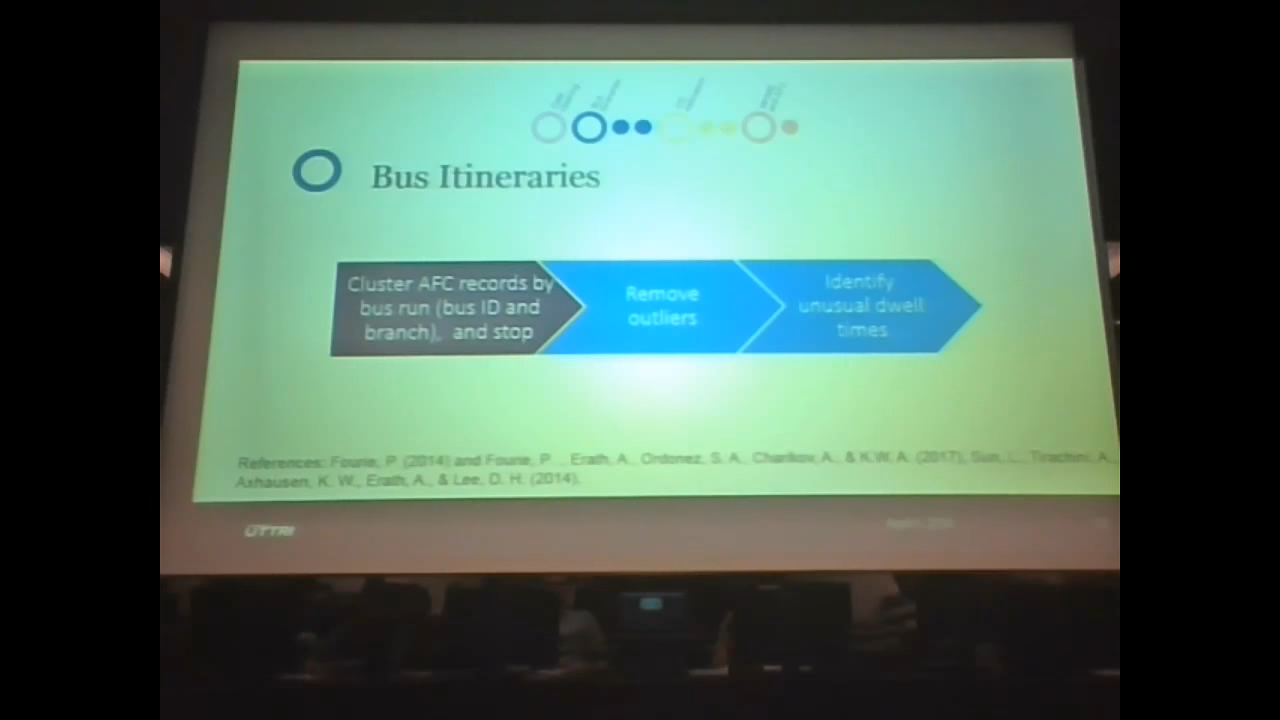 Bus Itineraries
Cluster AFC records by
bus run (bus ID and
branch), and stop
Remove
outliers
Identify
unusual dwell
times
References: Fourie, P. (2014) and Fourie, P. , Erath, A., Ordonez, S. A., Charikov, A., & K.W. A. (2017), Sun, L., Tirachini, A.,
Axhausen, K. W., Erath, A., & Lee, D. H. (2014).
UTTRI